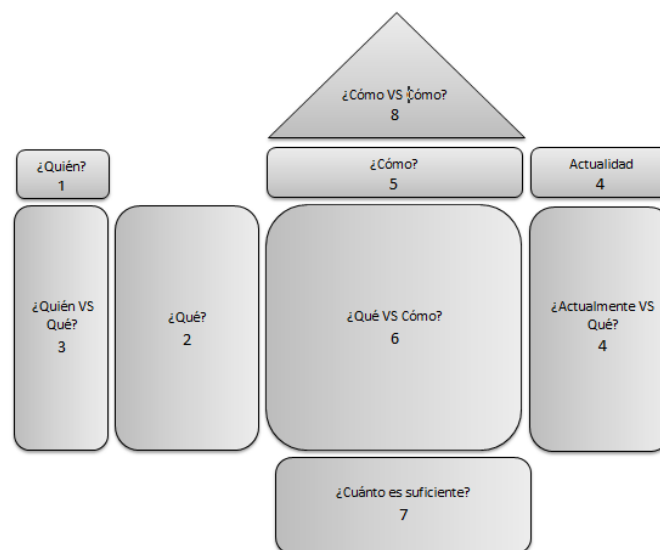 ¿Cómo VS Cómo?
8
¿Quién?
1
¿Cómo?
5
Actualidad
4
¿Quién VS
Qué?
3
¿Qué?
2
¿Qué VS Cómo?
6
¿Actualmente VS
Qué?
4
¿Cuánto es suficiente?
7